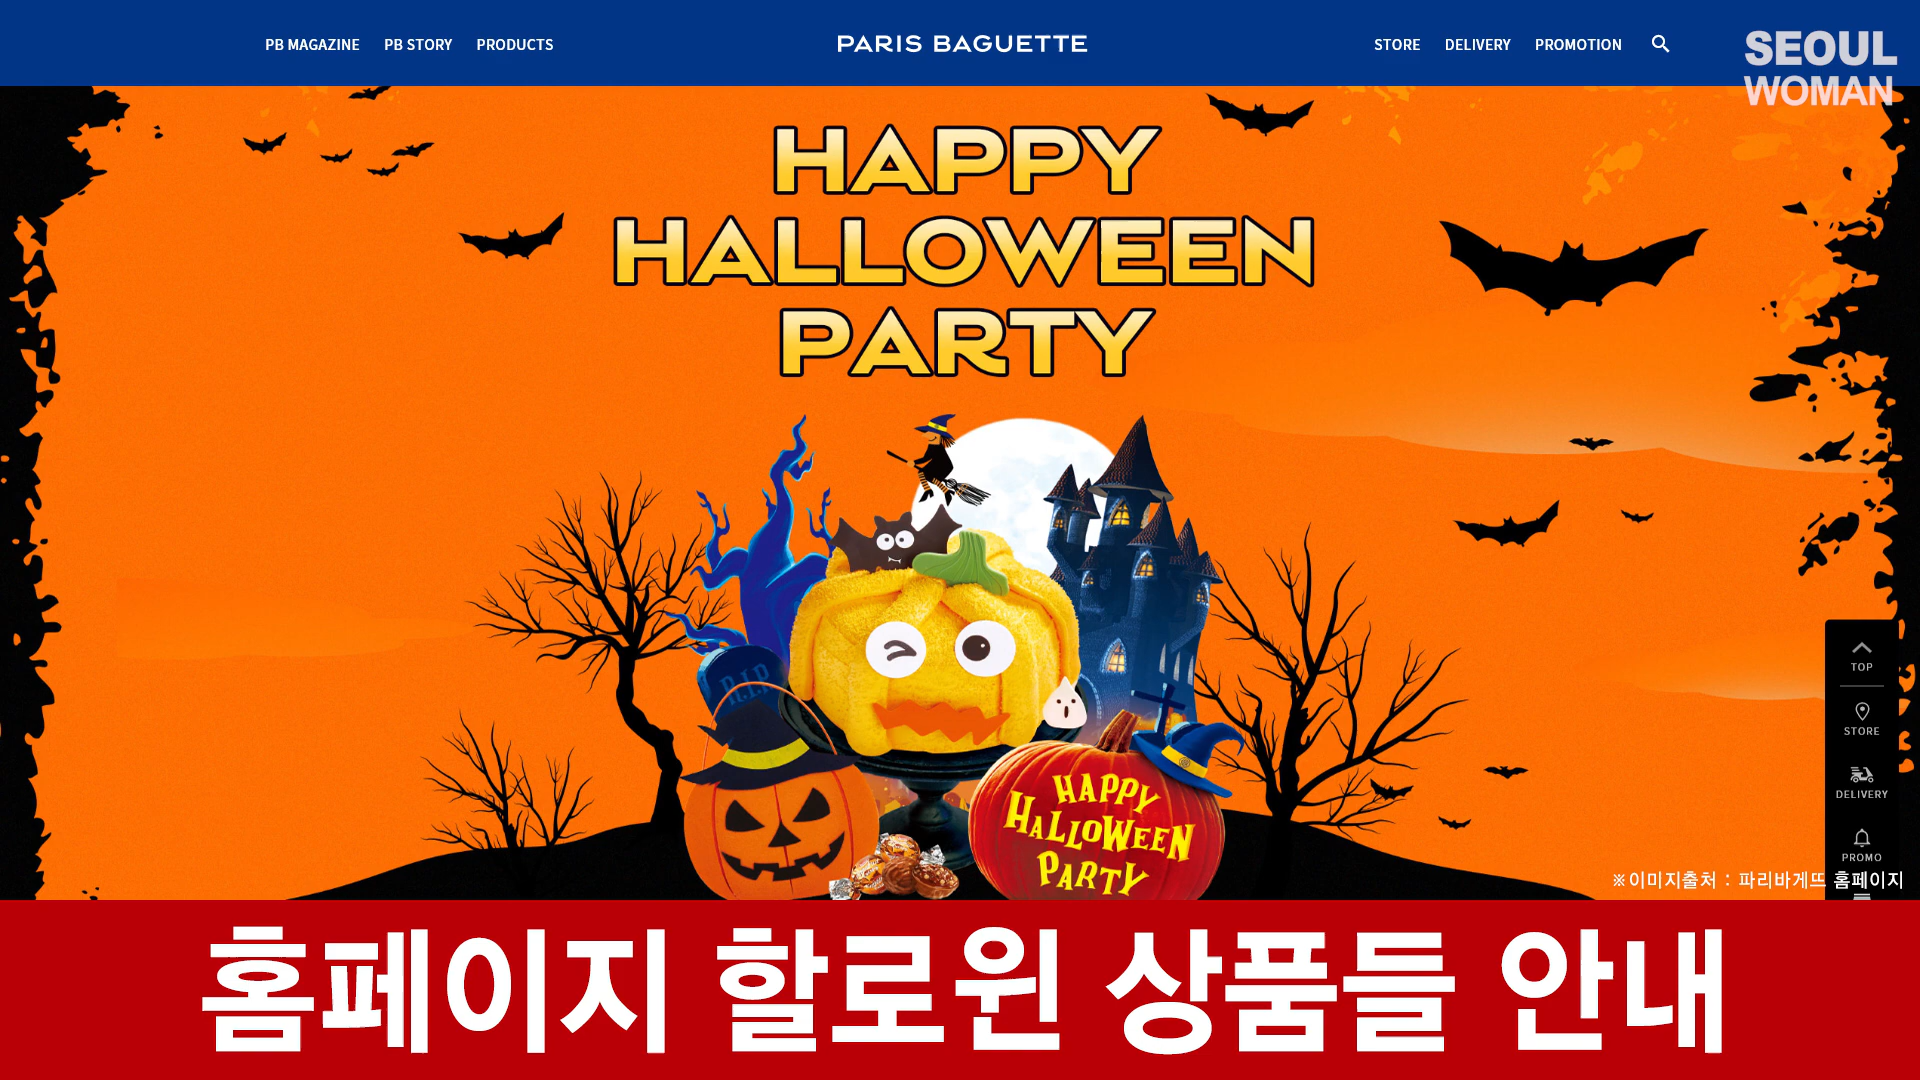 PB MAGAZINE PB STORY PRODUCTS PARIS BAGUETTE STORE DELIVERY PROMOTION
SEOUL
WOMAN
HAPPY
HALLOWEEN
PARTY
R.I.P
HAPPY
HALLOWEEN
PARTY
TOP
STORE
DELIVERY
PROMO
※이미지출처 : 파리바게뜨 홈페이지
홈페이지 할로윈 상품들 안내